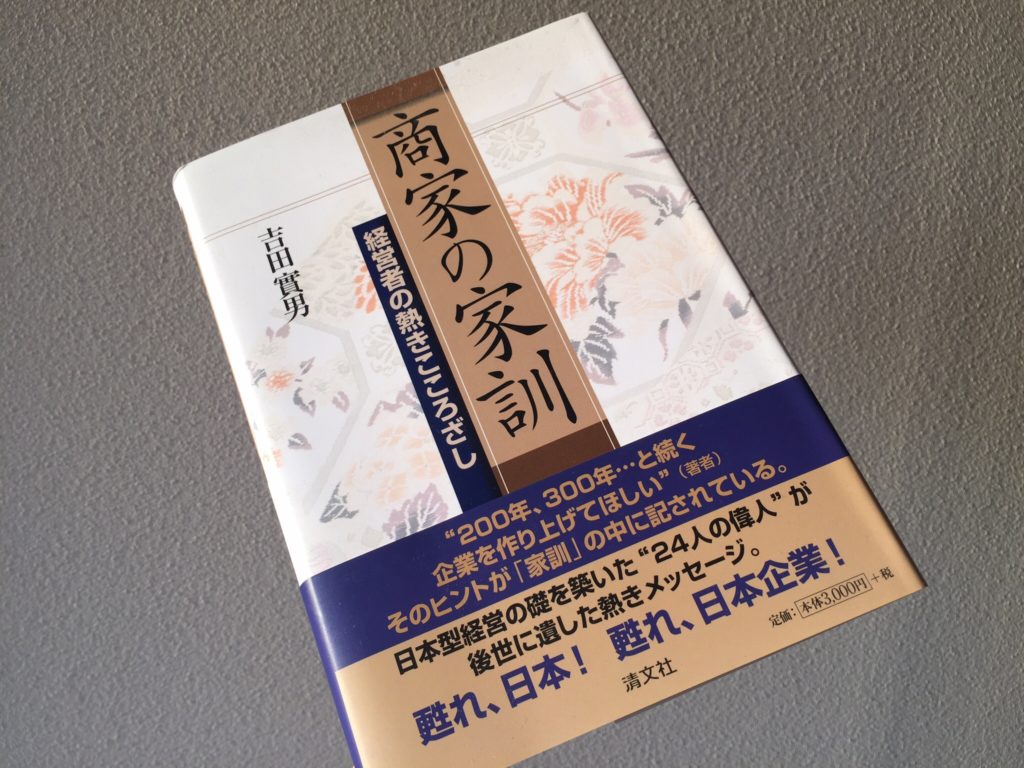 商家の家訓
経営者の熱きこころざし
吉田實男
“200年、300年…と続く
企業を作り上げてほしい”(著者)
そのヒントが「家訓」の中に記されている。
日本型経営の礎を築いた“24人の偉人”が
後世に遺した熱きメッセージ。
甦れ、日本! 甦れ、日本企業!
定価:本体3,000円+税
清文社